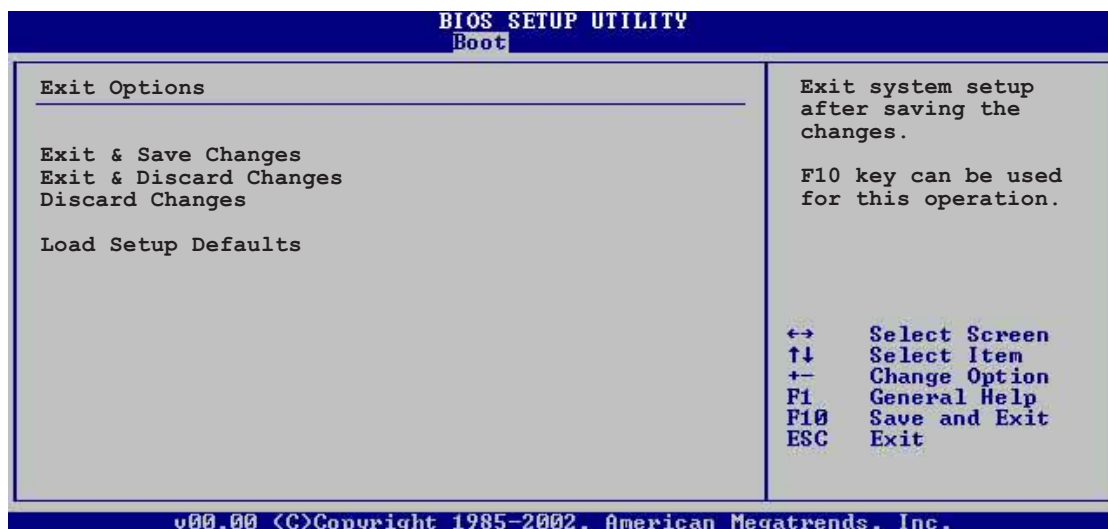 BIOS SETUP UTILITY
Boot
Exit Options
Exit & Save Changes
Exit & Discard Changes
Discard Changes
Load Setup Defaults
Exit system setup
after saving the
changes.
F10 key can be used
for this operation.
←→ Select Screen
↑↓ Select Item
+- Change Option
F1 General Help
F10 Save and Exit
ESC Exit
v00.00 (C)Copyright 1985-2002, American Megatrends, Inc.